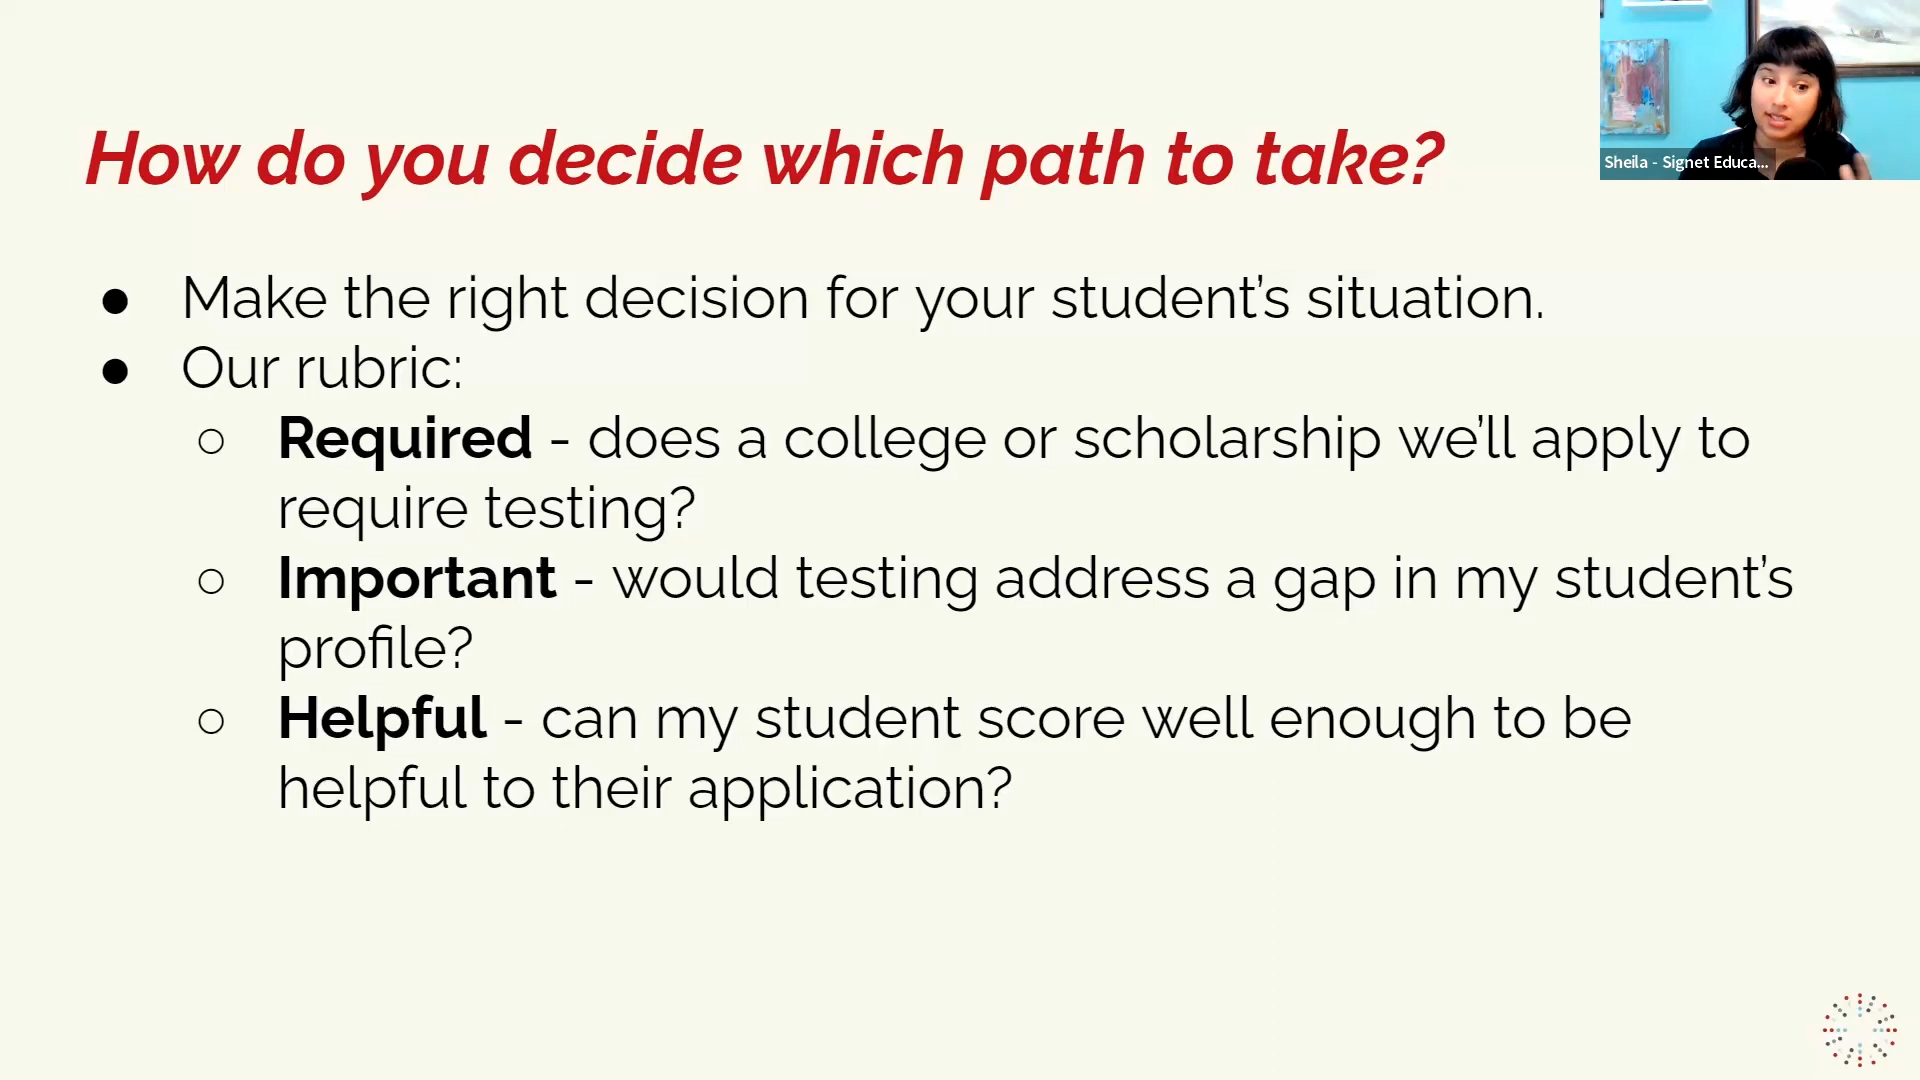 How do you decide which path to take?
● Make the right decision for your student’s situation.
● Our rubric:
○ Required - does a college or scholarship we’ll apply to
require testing?
○ Important - would testing address a gap in my student’s
profile?
○ Helpful - can my student score well enough to be
helpful to their application?
Sheila - Signet Educa...